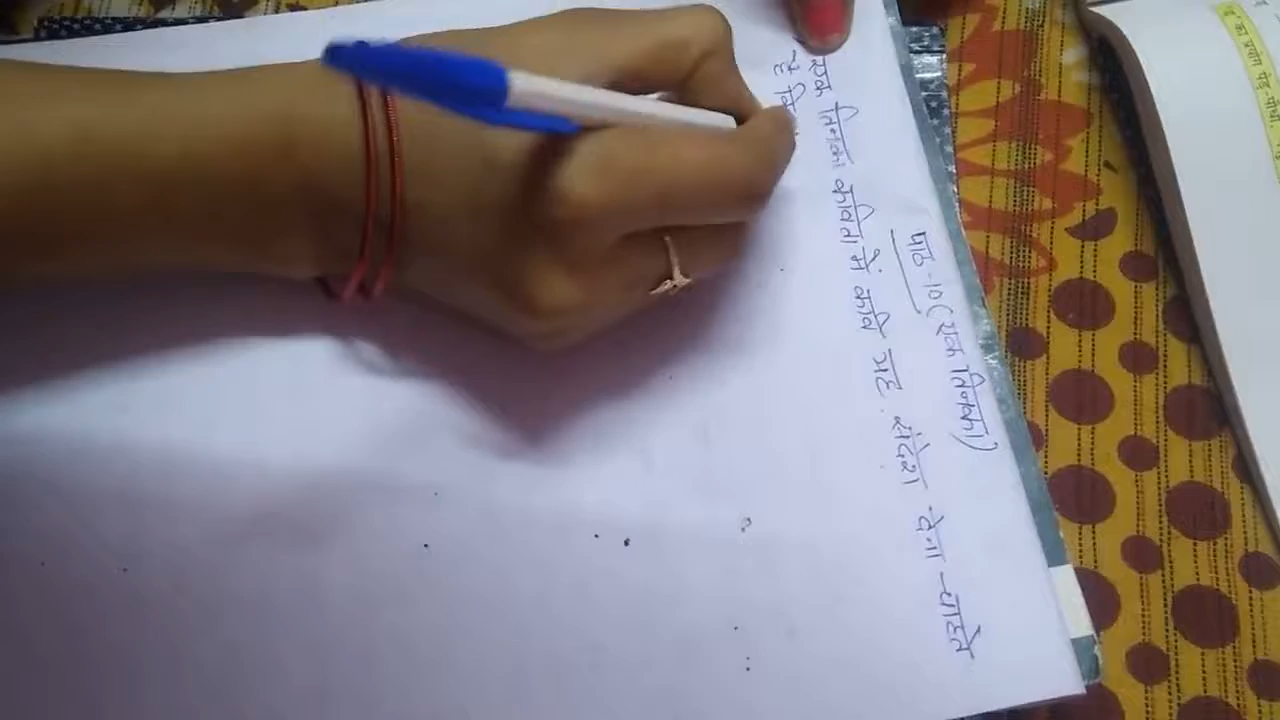 पाठ-10 (एक तिनका)
एक तिनका कविता में कवि यह संदेश देना चाहते
हैं कि